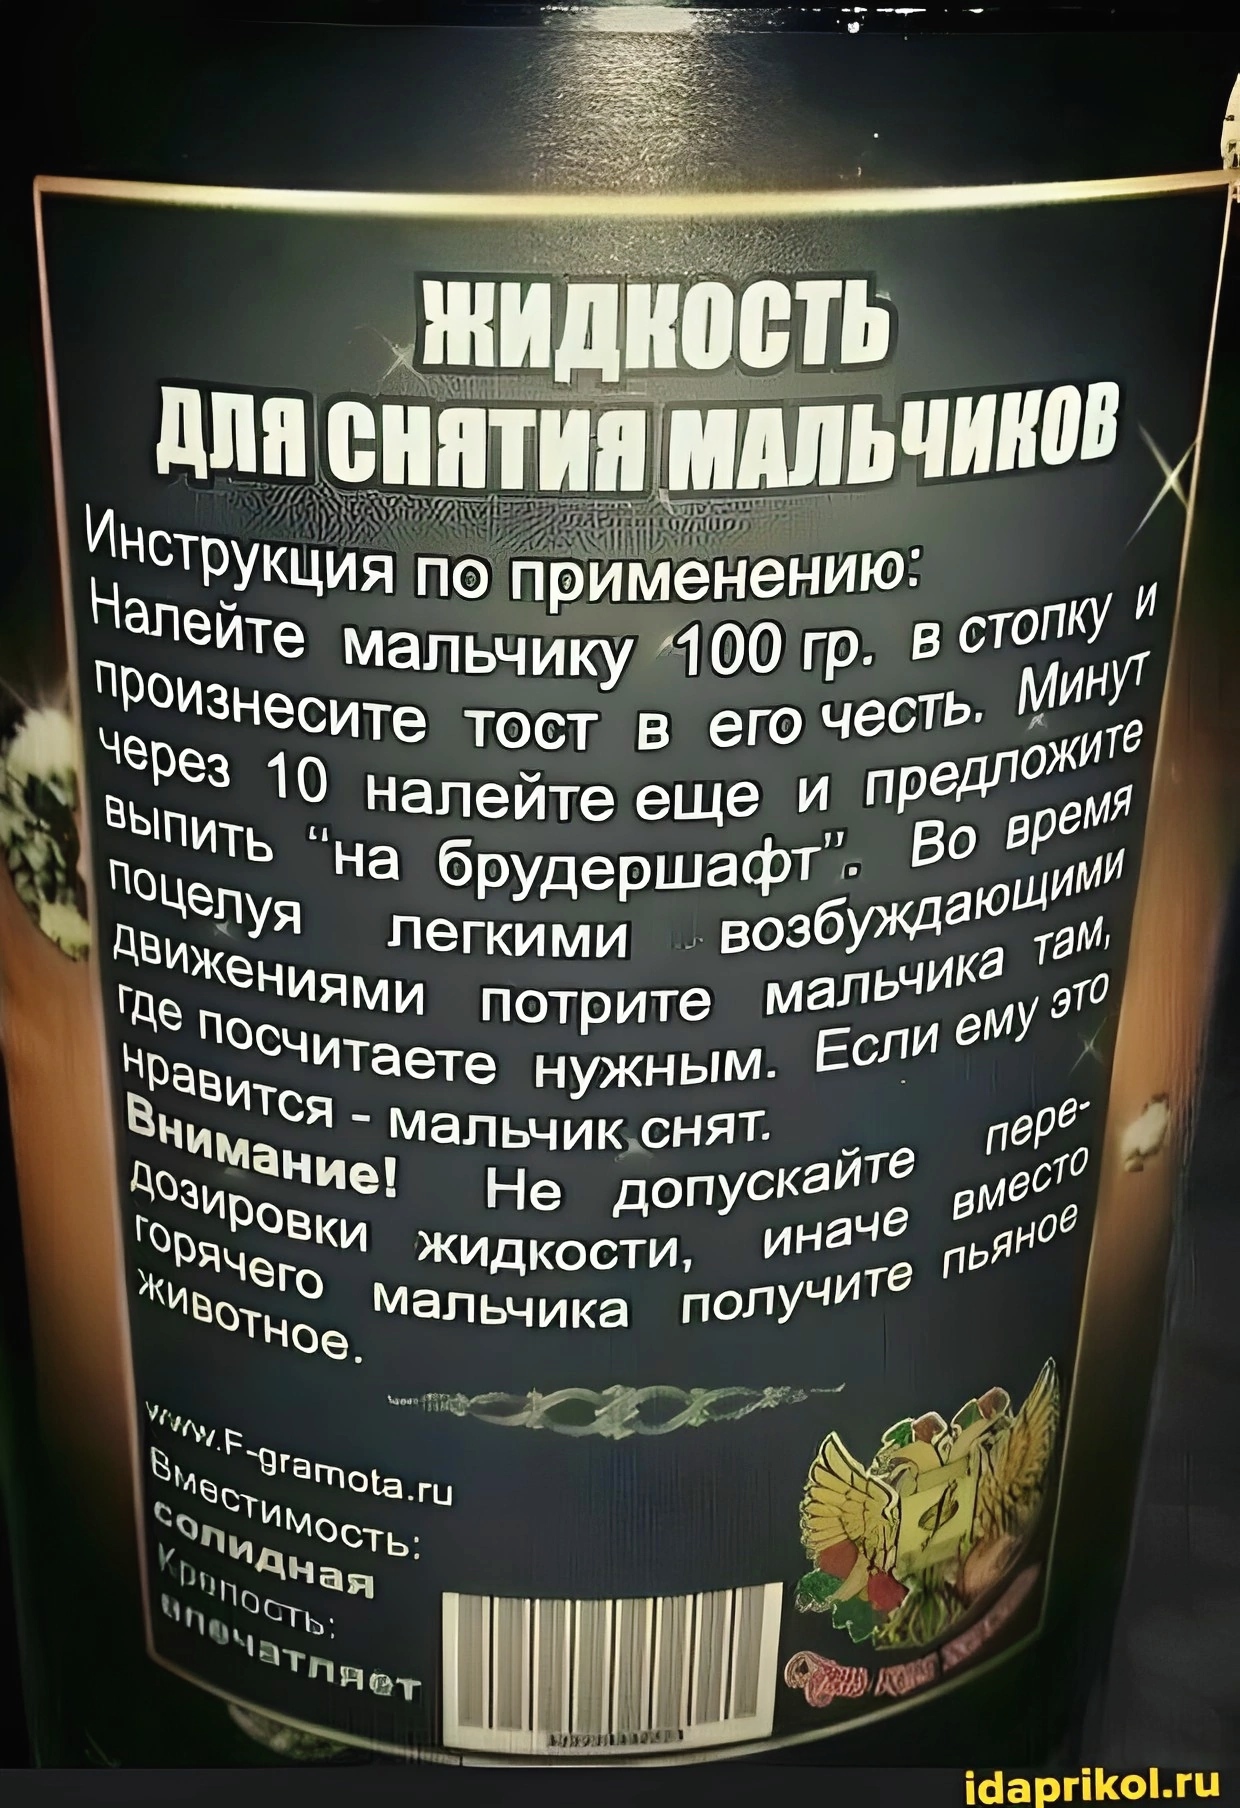 ЖИДКОСТЬ
ДЛЯ СНЯТИЯ МАЛЬЧИКОВ
Инструкция по применению:
Налейте мальчику 100 гр. в стопку и
произнесите тост в его честь. Минут
через 10 налейте еще и предложите
выпить “на брудершафт”. Во время
поцелуя легкими возбуждающими
движениями потрите мальчика там,
где посчитаете нужным. Если ему это
нравится - мальчик снят.
Внимание! Не допускайте пере-
дозировки жидкости, иначе вместо
горячего мальчика получите пьяное
животное.
www.F-gramota.ru
Вместимость:
солидная
Крепость:
впечатляет
idaprikol.ru